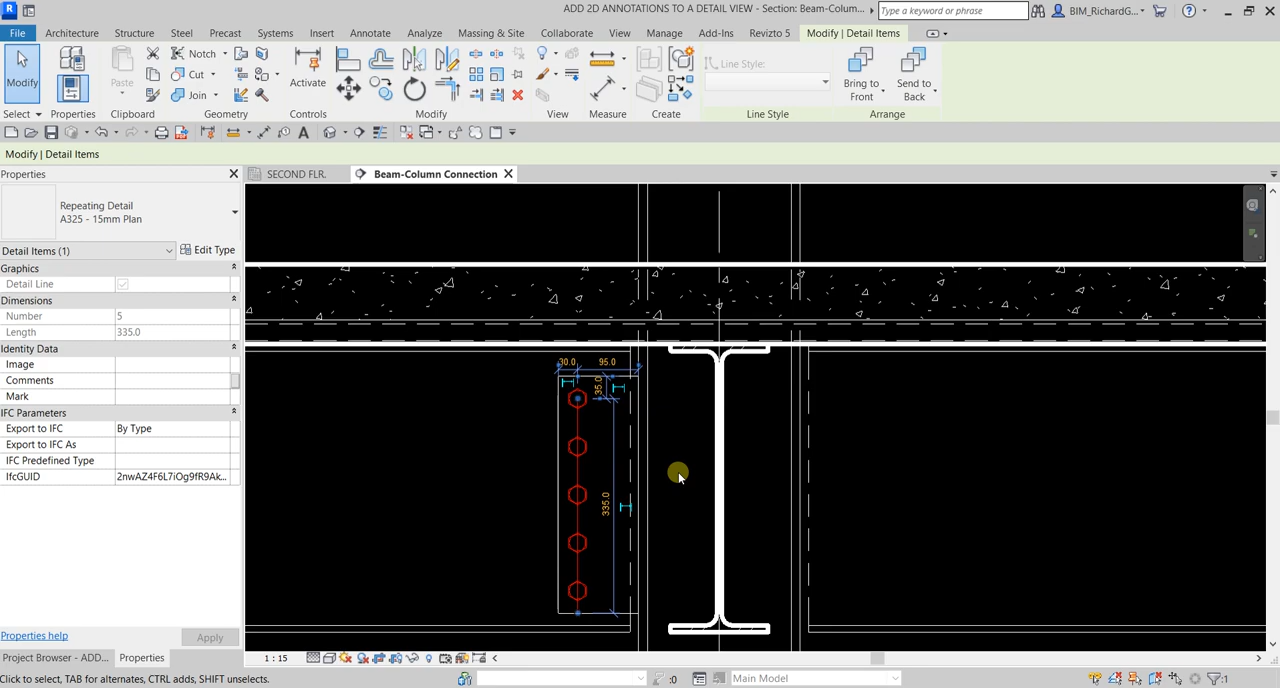 ADD 2D ANNOTATIONS TO A DETAIL VIEW - Section: Beam-Colum...
Type a keyword or phrase
BIM_RichardG...
File
Architecture
Structure
Steel
Precast
Systems
Insert
Annotate
Analyze
Massing & Site
Collaborate
View
Manage
Add-Ins
Revizto 5
Modify | Detail Items
Modify
Paste
Notch
Cut
Join
Activate
Line Style:
Bring to
Front
Send to
Back
Select
Properties
Clipboard
Geometry
Controls
Modify
View
Measure
Create
Line Style
Arrange
Modify | Detail Items
Properties
SECOND FLR.
Beam-Column Connection
Repeating Detail
A325 - 15mm Plan
Detail Items (1)
Edit Type
Graphics
Detail Line
Dimensions
Number
5
Length
335.0
Identity Data
Image
Comments
Mark
IFC Parameters
Export to IFC
By Type
Export to IFC As
IFC Predefined Type
IfcGUID
2nwAZ4F6L7iOg9fR9Ak...
30.0
95.0
35.0
335.0
Properties help
Apply
Project Browser - ADD...
Properties
1 : 15
Click to select, TAB for alternates, CTRL adds, SHIFT unselects.
:0
Main Model
:1